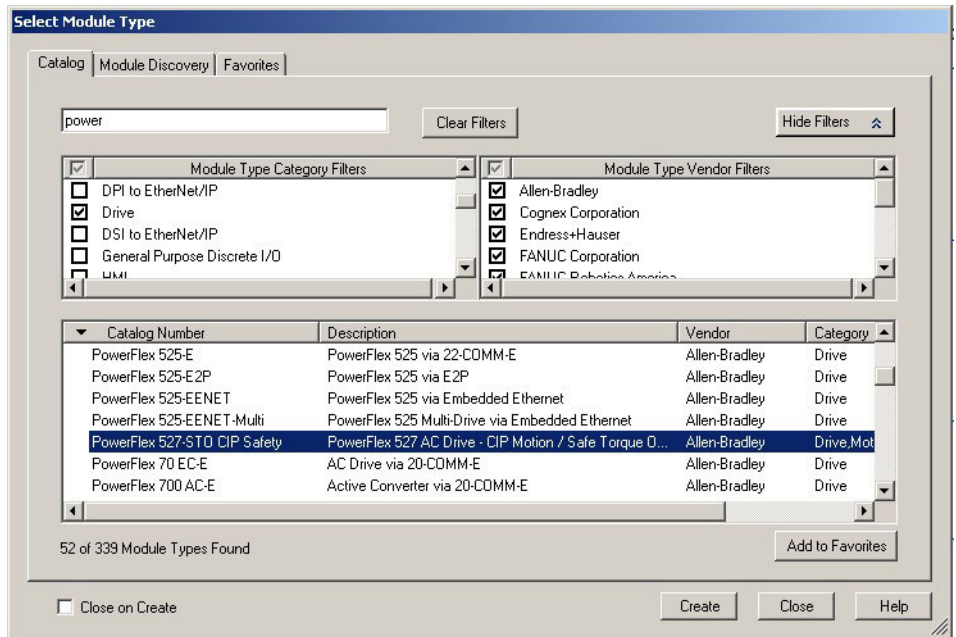 Select Module Type
Catalog Module Discovery Favorites
power Clear Filters Hide Filters
Module Type Category Filters Module Type Vendor Filters
DPI to EtherNet/IP Allen-Bradley
Drive Cognex Corporation
DSI to EtherNet/IP Endress+Hauser
General Purpose Discrete I/O FANUC Corporation
HMI FANUC Robotics America
Catalog Number Description Vendor Category
PowerFlex 525-E PowerFlex 525 via 22-COMM-E Allen-Bradley Drive
PowerFlex 525-E2P PowerFlex 525 via E2P Allen-Bradley Drive
PowerFlex 525-EENET PowerFlex 525 via Embedded Ethernet Allen-Bradley Drive
PowerFlex 525-EENET-Multi PowerFlex 525 Multi-Drive via Embedded Ethernet Allen-Bradley Drive
PowerFlex 527-STO CIP Safety PowerFlex 527 AC Drive - CIP Motion / Safe Torque O... Allen-Bradley Drive,Mot
PowerFlex 70 EC-E AC Drive via 20-COMM-E Allen-Bradley Drive
PowerFlex 700 AC-E Active Converter via 20-COMM-E Allen-Bradley Drive
52 of 339 Module Types Found Add to Favorites
Close on Create Create Close Help